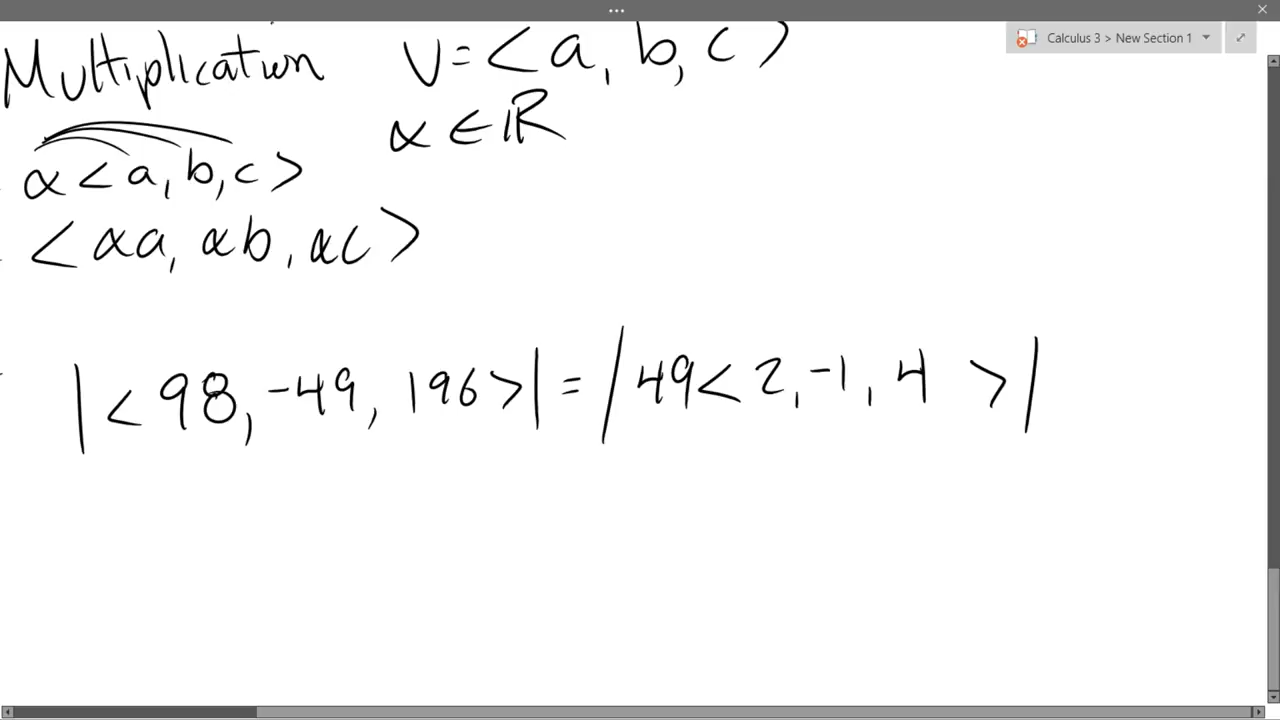 Calculus 3 > New Section 1
Multiplication V = <a, b, c>
α ∈ ℝ
α <a, b, c>
<αa, αb, αc>
|<98, -49, 196>| = |49<2, -1, 4 >|